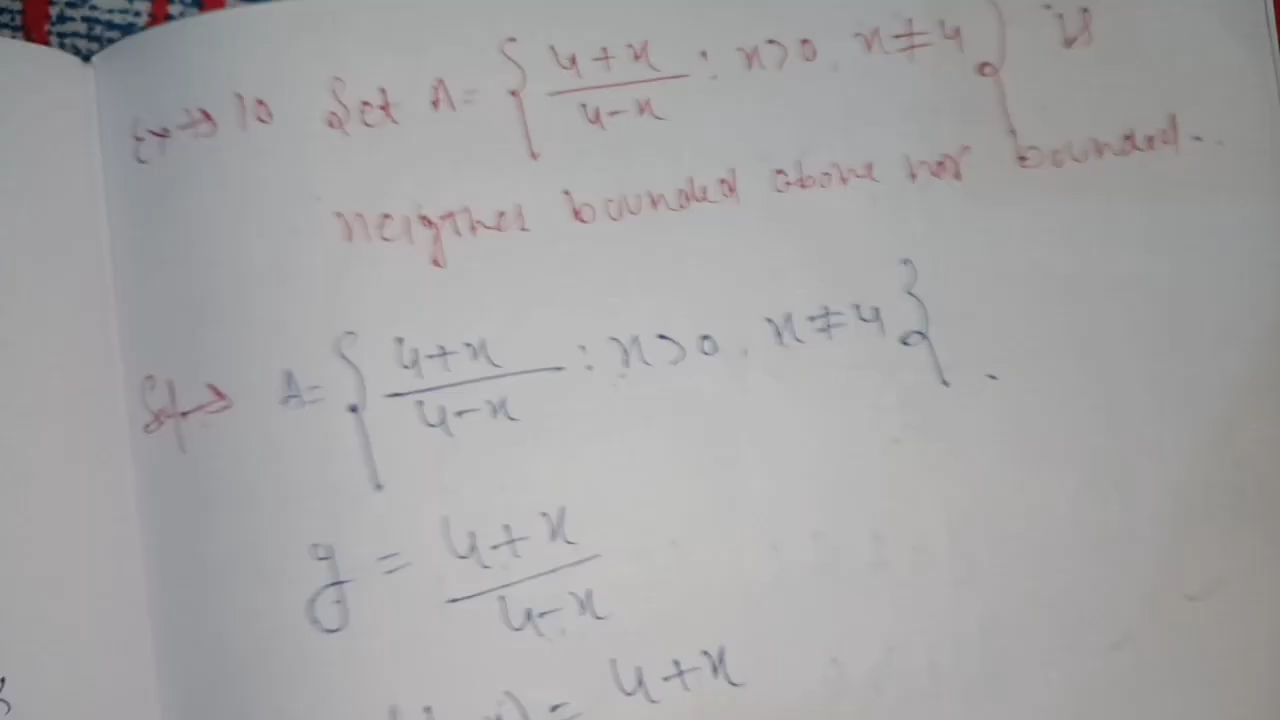 Ex → 10 Set A = { 4+x / 4-x : x>0, x≠4 } is
neigther bounded above nor bounded..
Sol → A = { 4+x / 4-x : x>0, x≠4 } .
y = 4+x / 4-x
) = 4+x